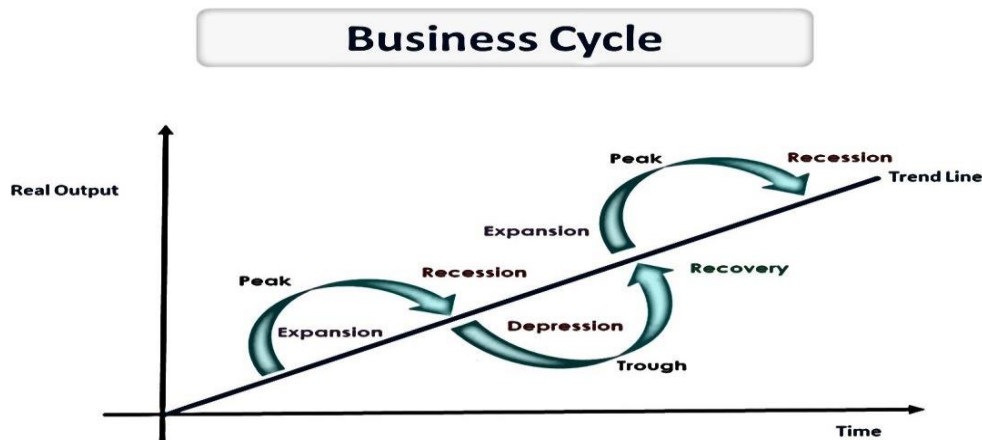 Business Cycle
Peak
Recession
Real Output
Trend Line
Expansion
Recovery
Peak
Recession
Expansion
Depression
Trough
Time